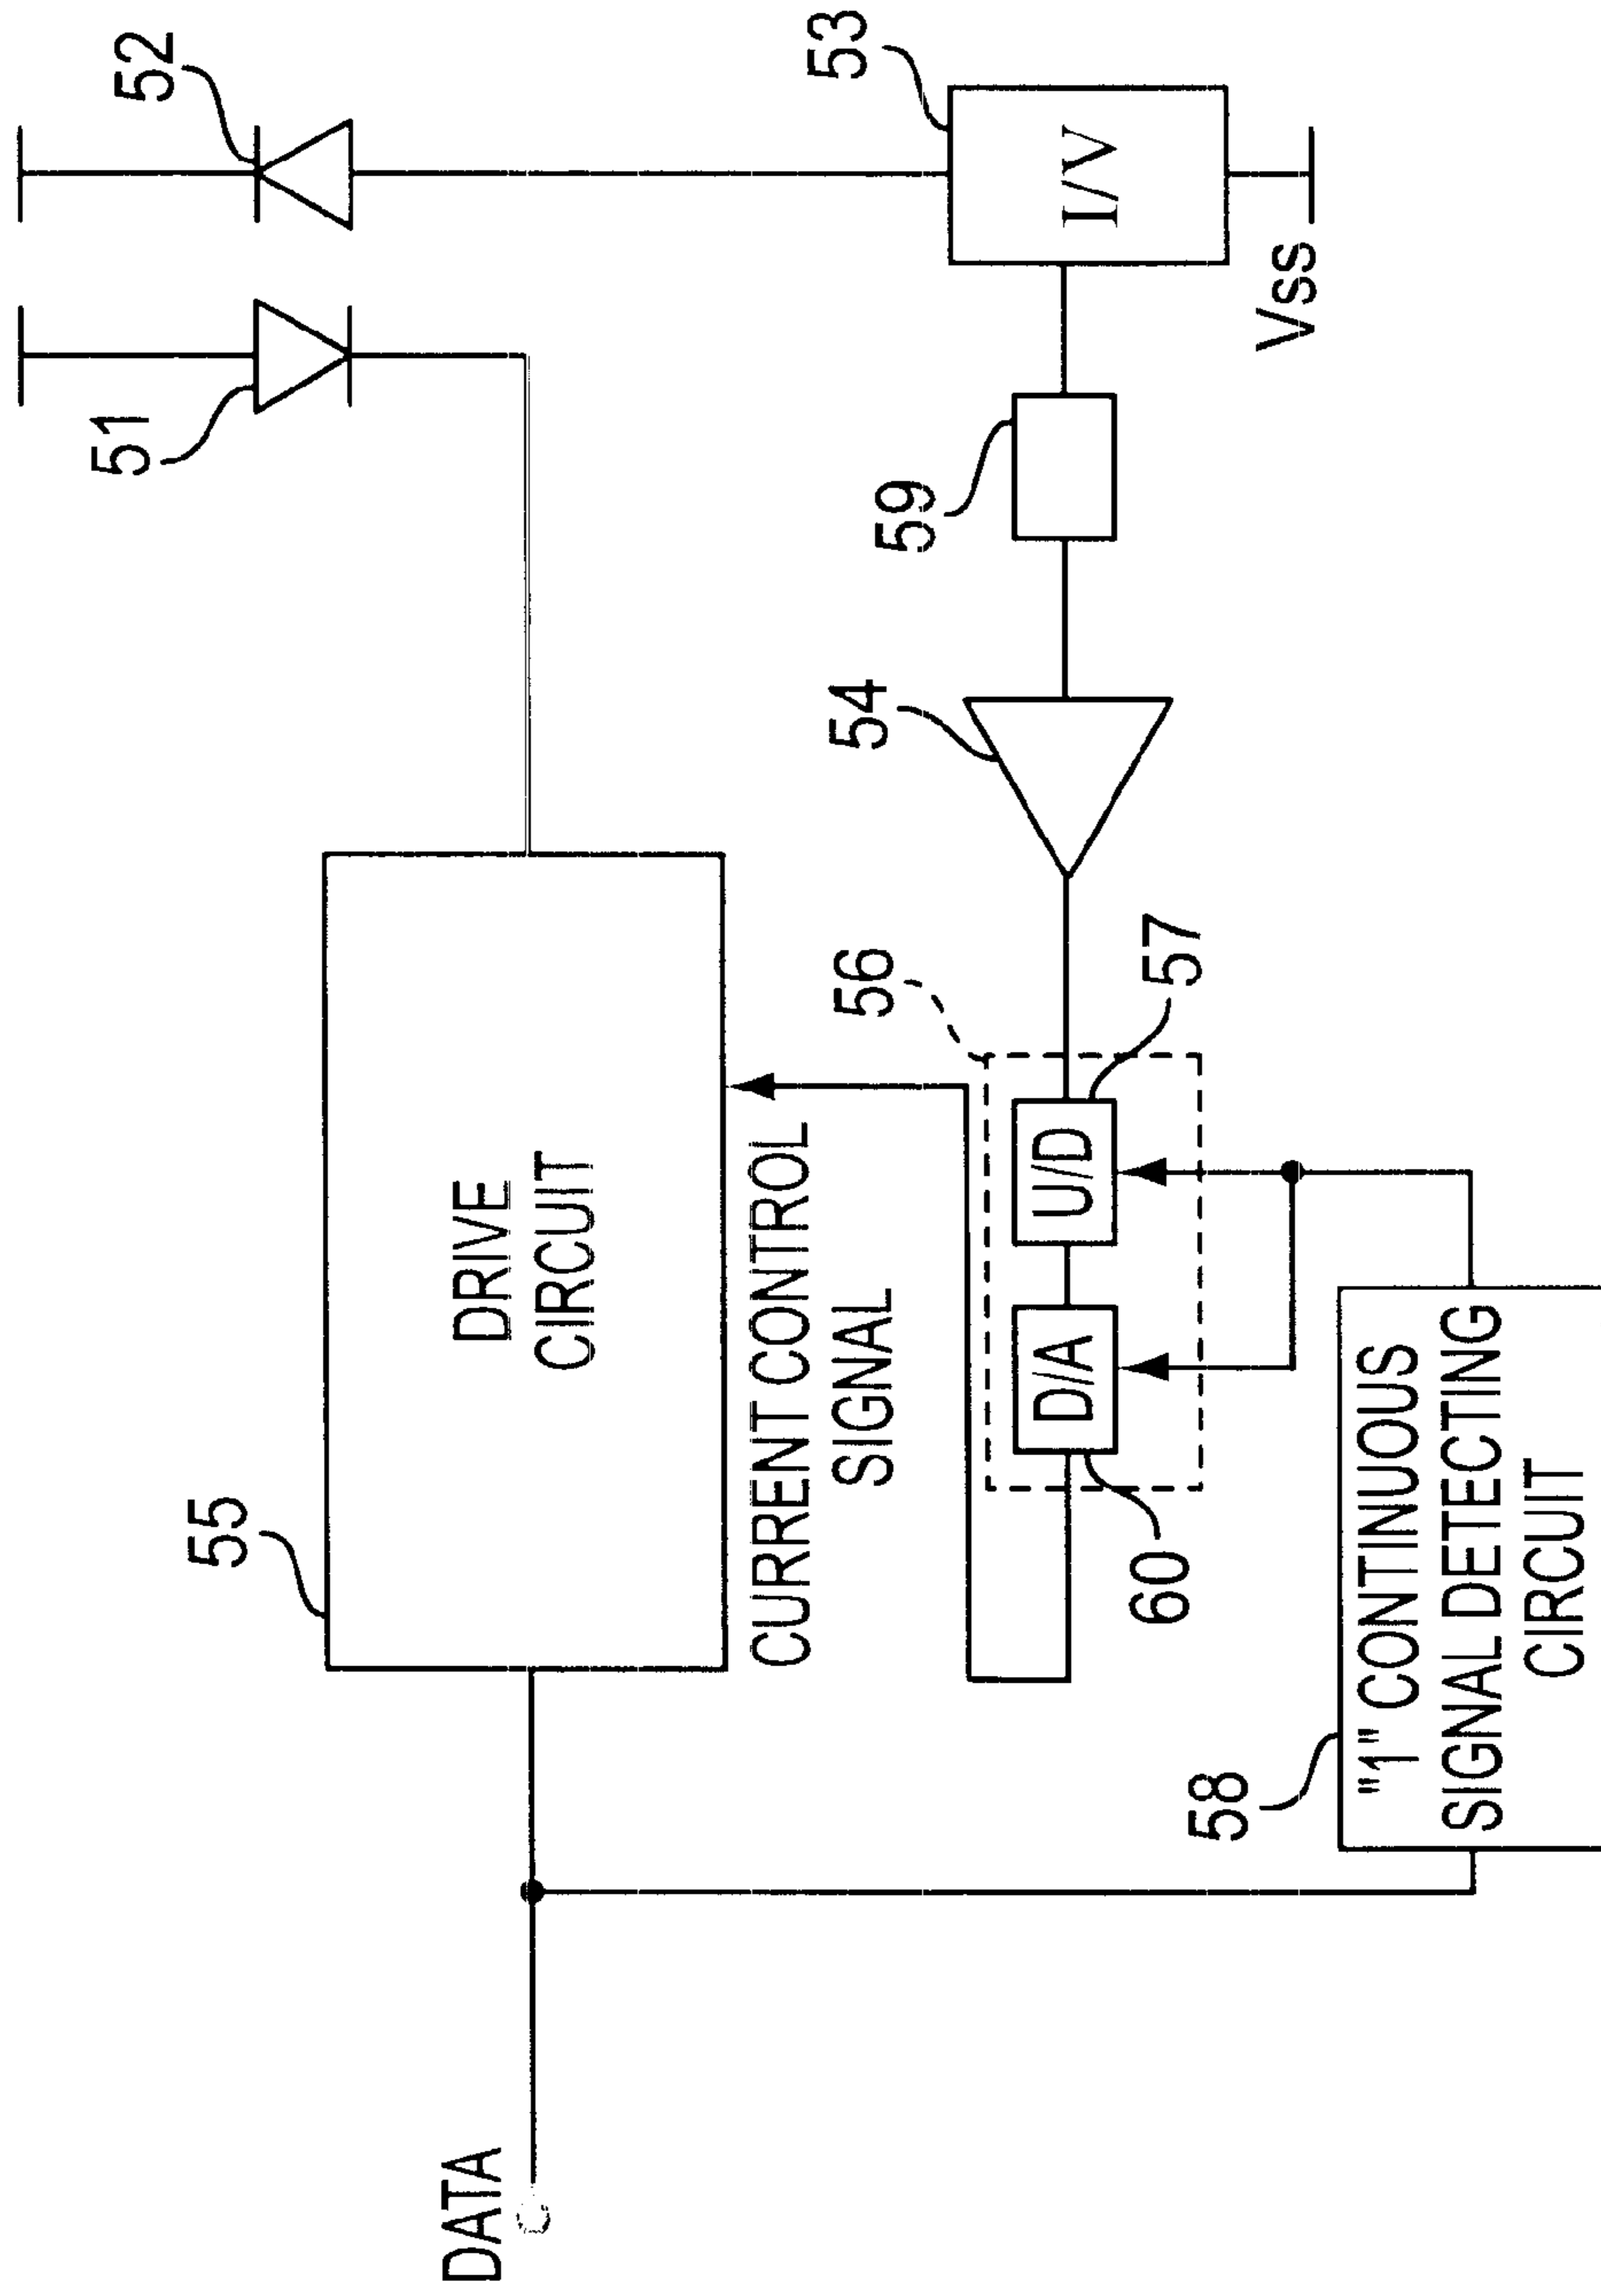 52
51
53
I/V
Vss
59
54
55
DRIVE
CIRCUIT
CURRENT CONTROL
SIGNAL
56
57
U/D
D/A
60
58
"1" CONTINUOUS
SIGNAL DETECTING
CIRCUIT
DATA